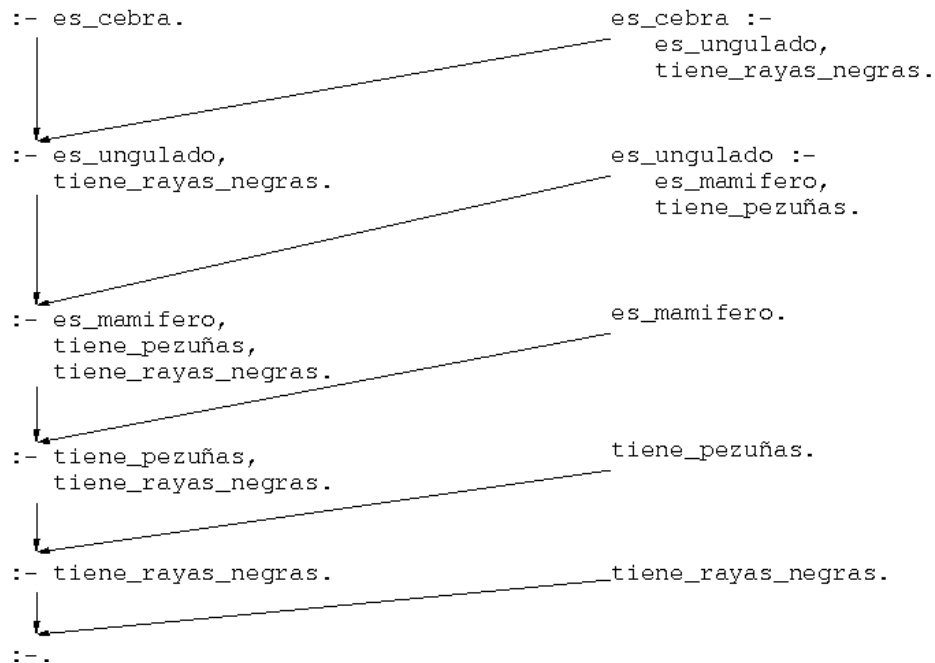 :- es_cebra.
es_cebra :-
es_ungulado,
tiene_rayas_negras.
:- es_ungulado,
tiene_rayas_negras.
es_ungulado :-
es_mamifero,
tiene_pezuñas.
:- es_mamifero,
tiene_pezuñas,
tiene_rayas_negras.
es_mamifero.
:- tiene_pezuñas,
tiene_rayas_negras.
tiene_pezuñas.
:- tiene_rayas_negras.
tiene_rayas_negras.
:-.